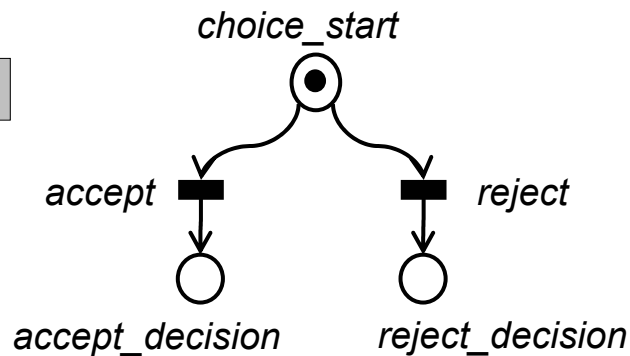 choice_start
accept
reject
accept_decision
reject_decision